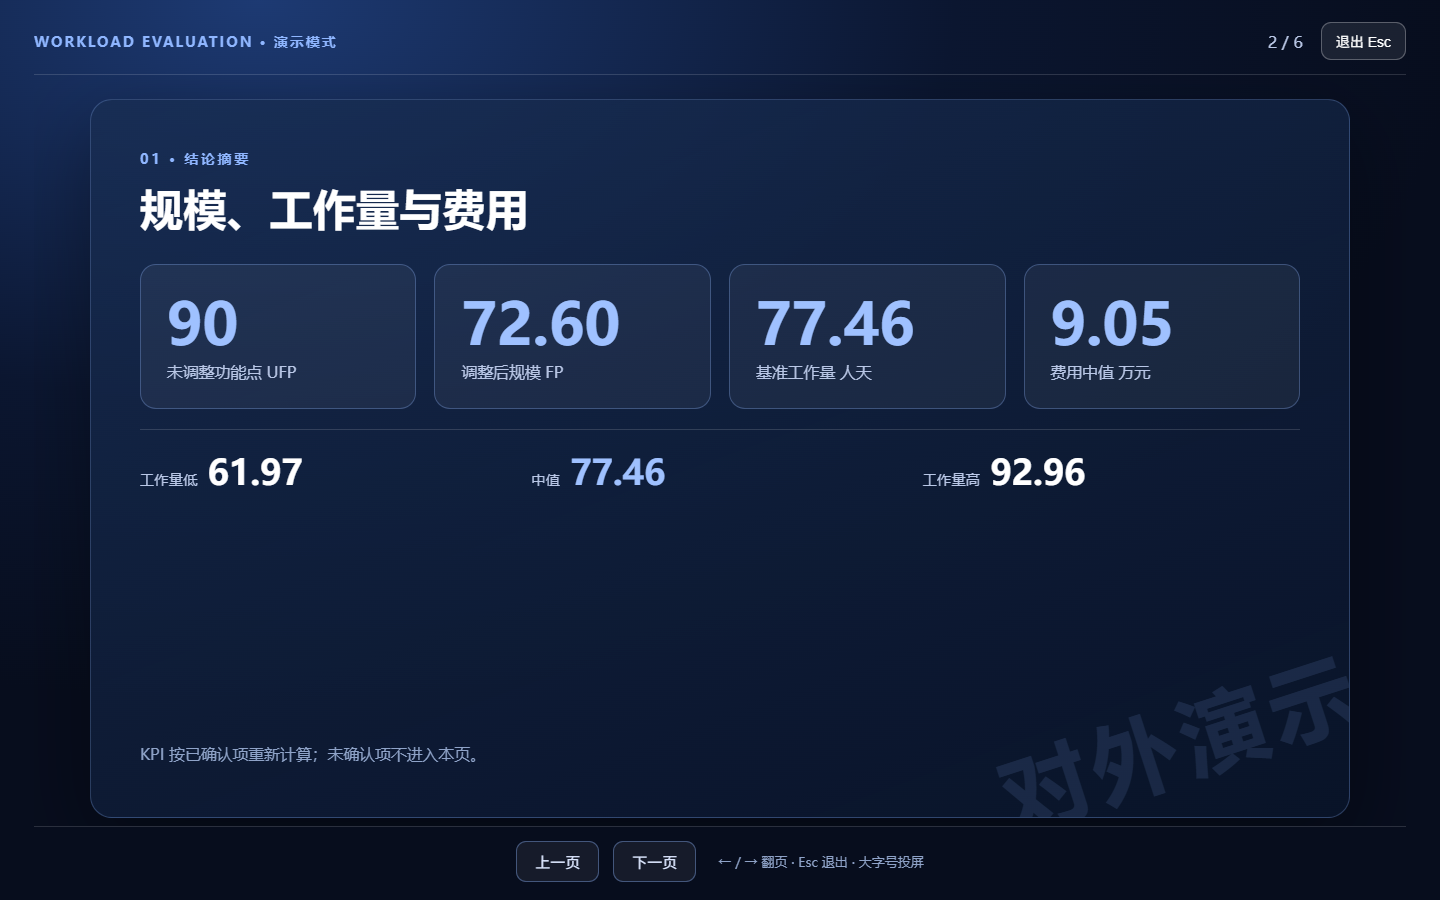 WORKLOAD EVALUATION • 演示模式
2 / 6
退出 Esc
01 • 结论摘要
规模、工作量与费用
90
未调整功能点 UFP
72.60
调整后规模 FP
77.46
基准工作量 人天
9.05
费用中值 万元
工作量低 61.97
中值 77.46
工作量高 92.96
KPI 按已确认项重新计算；未确认项不进入本页。
对外演示
上一页
下一页
← / → 翻页 · Esc 退出 · 大字号投屏